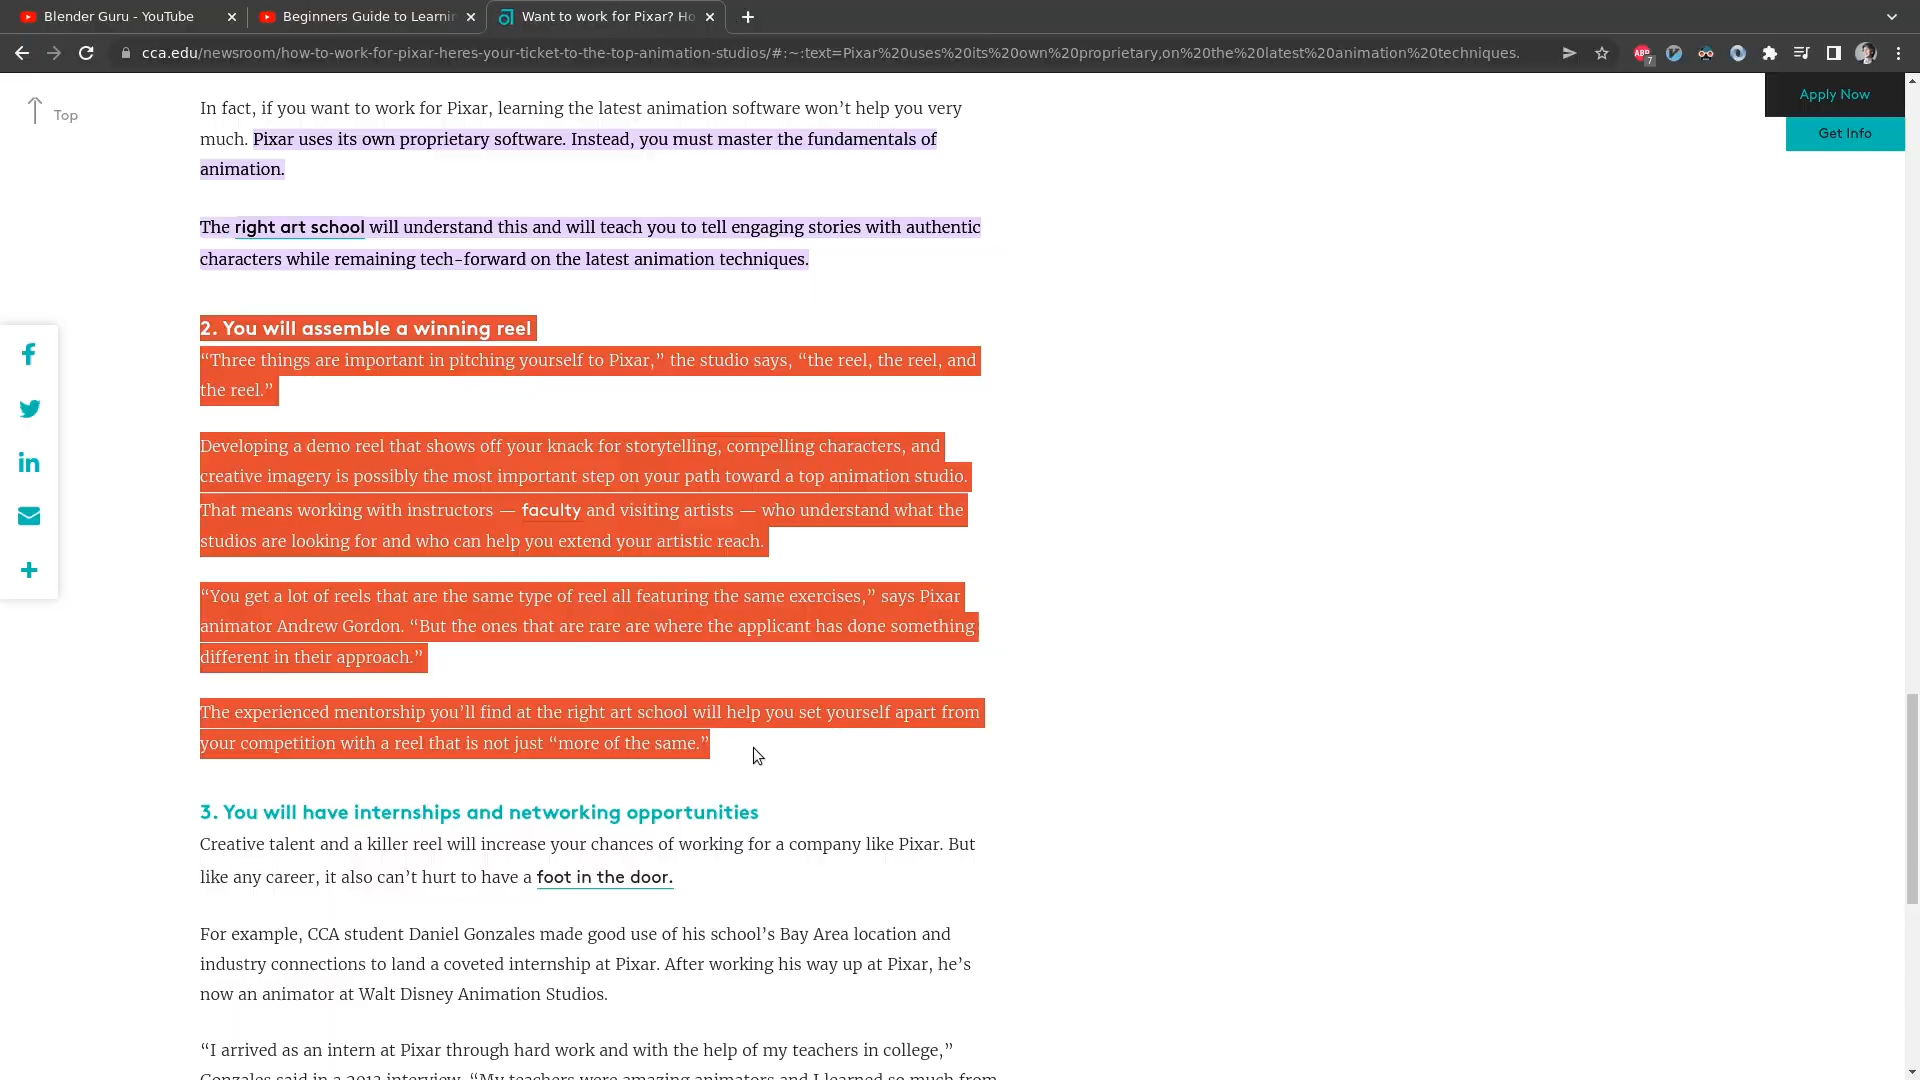 Blender Guru - YouTube
Beginners Guide to Learnin
Want to work for Pixar? Ho
cca.edu/newsroom/how-to-work-for-pixar-heres-your-ticket-to-the-top-animation-studios/#:~:text=Pixar%20uses%20its%20own%20proprietary,on%20the%20latest%20animation%20techniques.
ABP
7
Top
Apply Now
Get Info
In fact, if you want to work for Pixar, learning the latest animation software won’t help you very
much. Pixar uses its own proprietary software. Instead, you must master the fundamentals of
animation.
The right art school will understand this and will teach you to tell engaging stories with authentic
characters while remaining tech-forward on the latest animation techniques.
2. You will assemble a winning reel
“Three things are important in pitching yourself to Pixar,” the studio says, “the reel, the reel, and
the reel.”
Developing a demo reel that shows off your knack for storytelling, compelling characters, and
creative imagery is possibly the most important step on your path toward a top animation studio.
That means working with instructors — faculty and visiting artists — who understand what the
studios are looking for and who can help you extend your artistic reach.
“You get a lot of reels that are the same type of reel all featuring the same exercises,” says Pixar
animator Andrew Gordon. “But the ones that are rare are where the applicant has done something
different in their approach.”
The experienced mentorship you’ll find at the right art school will help you set yourself apart from
your competition with a reel that is not just “more of the same.”
3. You will have internships and networking opportunities
Creative talent and a killer reel will increase your chances of working for a company like Pixar. But
like any career, it also can’t hurt to have a foot in the door.
For example, CCA student Daniel Gonzales made good use of his school’s Bay Area location and
industry connections to land a coveted internship at Pixar. After working his way up at Pixar, he’s
now an animator at Walt Disney Animation Studios.
“I arrived as an intern at Pixar through hard work and with the help of my teachers in college,”
Gonzales said in a 2013 interview. “My teachers were amazing animators and I learned so much from